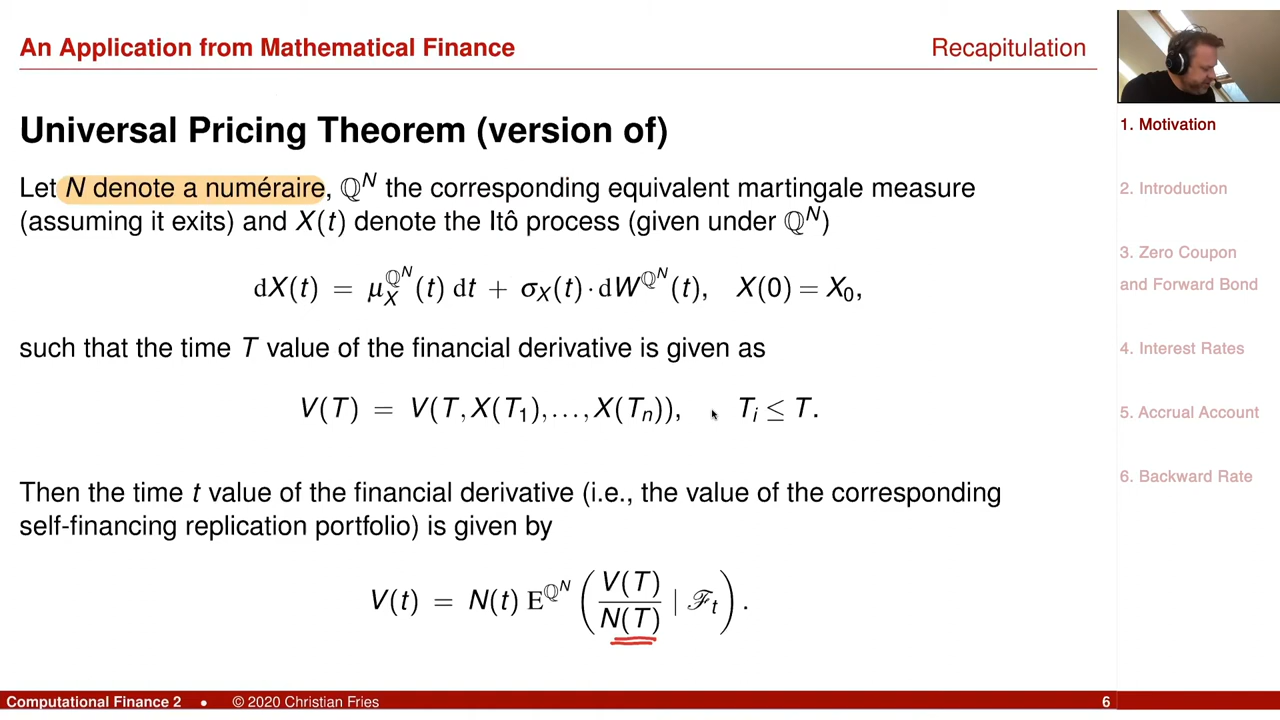 An Application from Mathematical Finance
Recapitulation
Universal Pricing Theorem (version of)
Let N denote a numéraire, ℚ^N the corresponding equivalent martingale measure
(assuming it exits) and X(t) denote the Itô process (given under ℚ^N)
dX(t) = μ_X^{ℚ^N}(t) dt + σ_X(t)·dW^{ℚ^N}(t), X(0) = X_0,
such that the time T value of the financial derivative is given as
V(T) = V(T, X(T_1),…, X(T_n)), T_i ≤ T.
Then the time t value of the financial derivative (i.e., the value of the corresponding
self-financing replication portfolio) is given by
V(t) = N(t) E^{ℚ^N} ( V(T) / N(T) | ℱ_t ).
1. Motivation
2. Introduction
3. Zero Coupon
and Forward Bond
4. Interest Rates
5. Accrual Account
6. Backward Rate
Computational Finance 2 • © 2020 Christian Fries
6